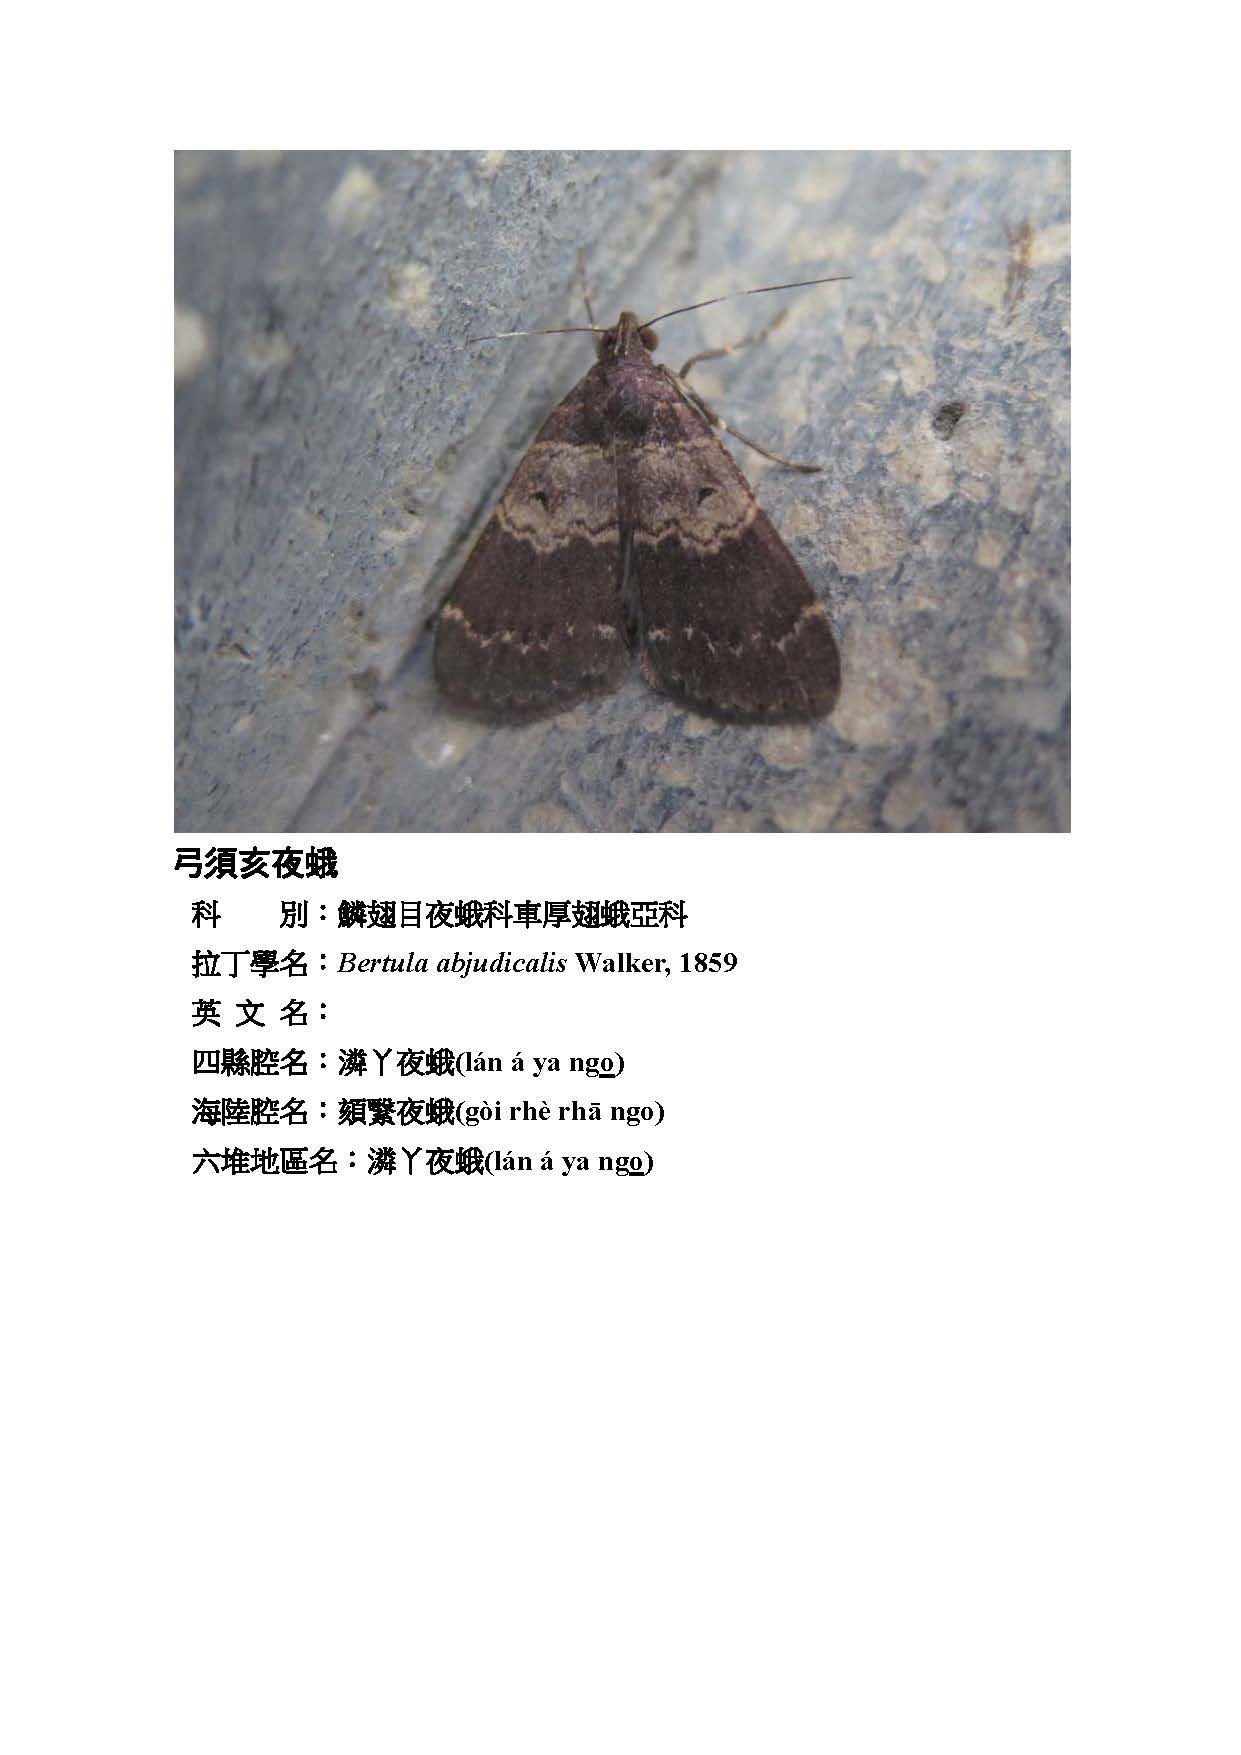 弓須亥夜蛾
科　　別：鱗翅目夜蛾科車厚翅蛾亞科
拉丁學名：Bertula abjudicalis Walker, 1859
英 文 名：
四縣腔名：㵢丫夜蛾(lán á ya ngo)
海陸腔名：頦繫夜蛾(gòi rhè rhā ngo)
六堆地區名：㵢丫夜蛾(lán á ya ngo)